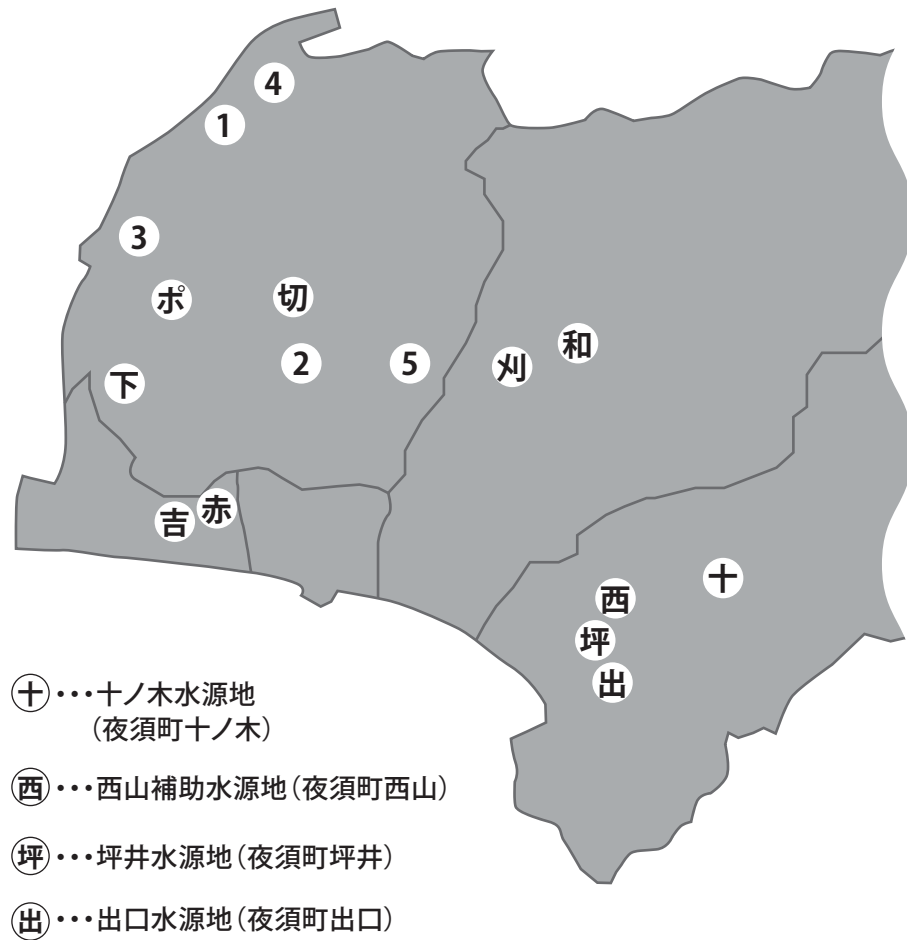 4
1
3
ポ
切
2
5
刈
和
下
吉
赤
十
西
坪
出
十・・・十ノ木水源地
(夜須町十ノ木)
西・・・西山補助水源地(夜須町西山)
坪・・・坪井水源地(夜須町坪井)
出・・・出口水源地(夜須町出口)